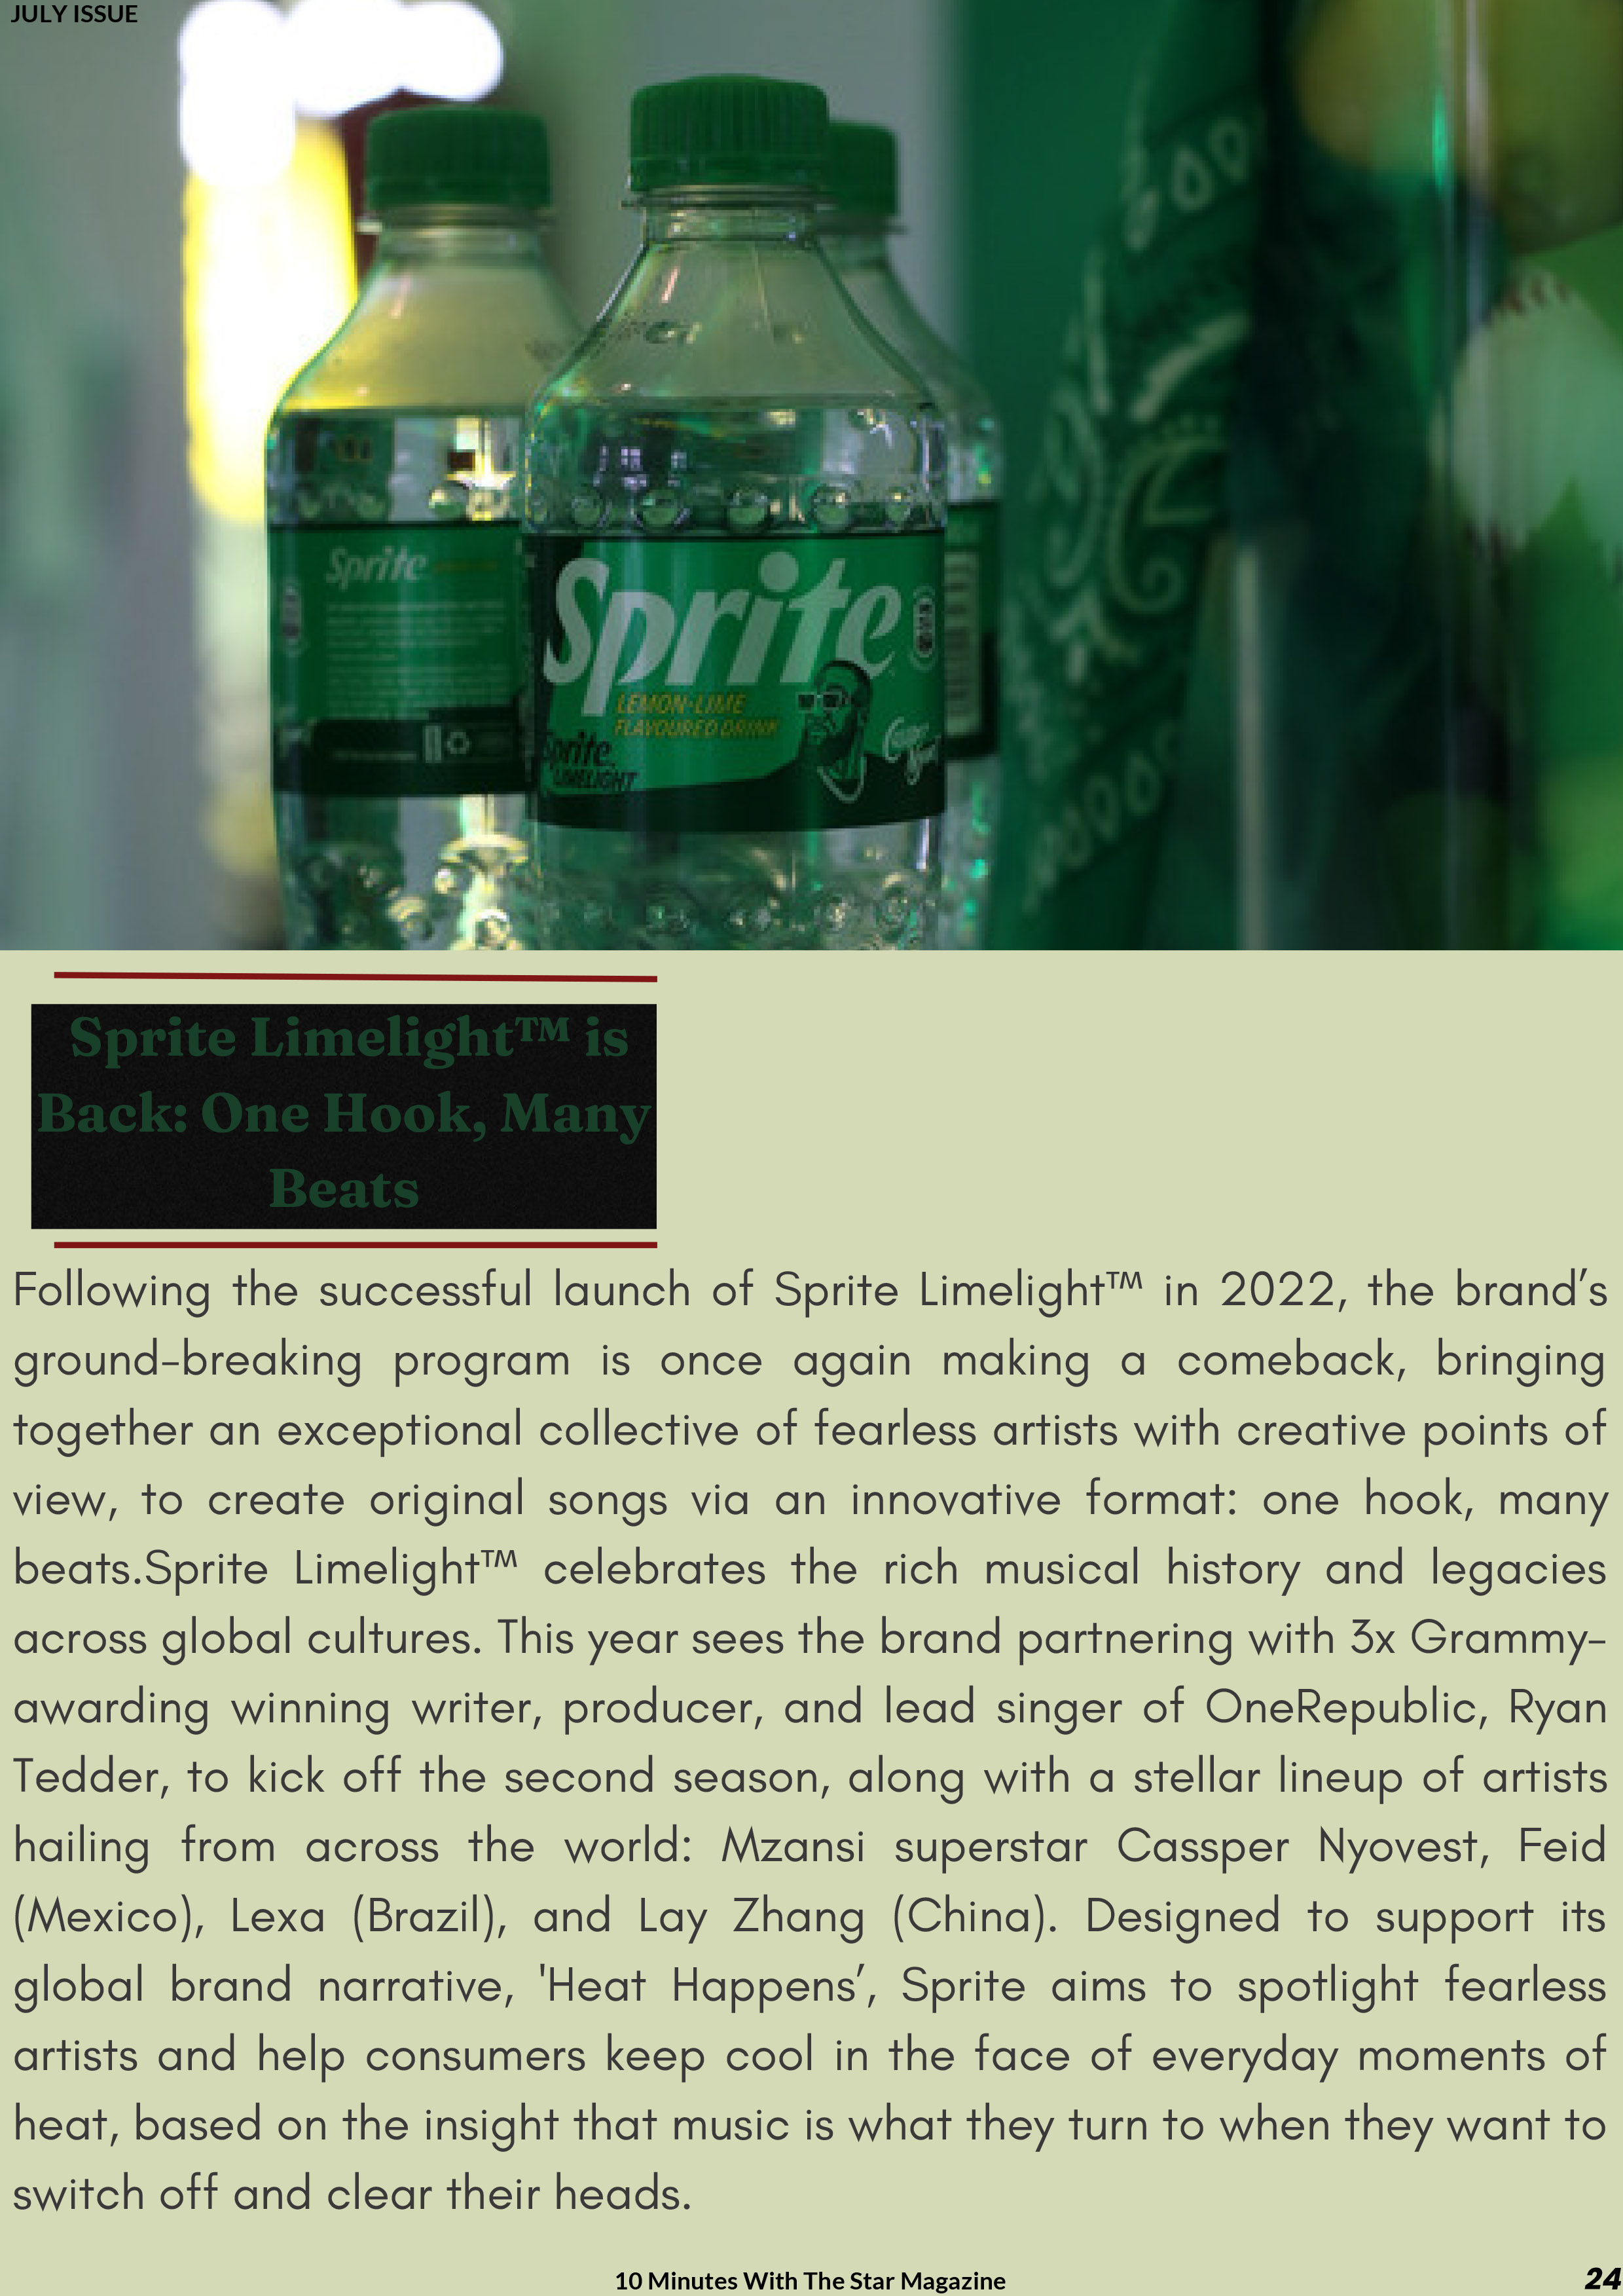 JULY ISSUE
Sprite
Sprite
LEMON-LIME
FLAVOURED DRINK
Sprite
LIMELIGHT
Sprite Limelight™ is
Back: One Hook, Many
Beats
Following the successful launch of Sprite Limelight™ in 2022, the brand’s
ground-breaking program is once again making a comeback, bringing
together an exceptional collective of fearless artists with creative points of
view, to create original songs via an innovative format: one hook, many
beats.Sprite Limelight™ celebrates the rich musical history and legacies
across global cultures. This year sees the brand partnering with 3x Grammy-
awarding winning writer, producer, and lead singer of OneRepublic, Ryan
Tedder, to kick off the second season, along with a stellar lineup of artists
hailing from across the world: Mzansi superstar Cassper Nyovest, Feid
(Mexico), Lexa (Brazil), and Lay Zhang (China). Designed to support its
global brand narrative, 'Heat Happens’, Sprite aims to spotlight fearless
artists and help consumers keep cool in the face of everyday moments of
heat, based on the insight that music is what they turn to when they want to
switch off and clear their heads.
10 Minutes With The Star Magazine
24